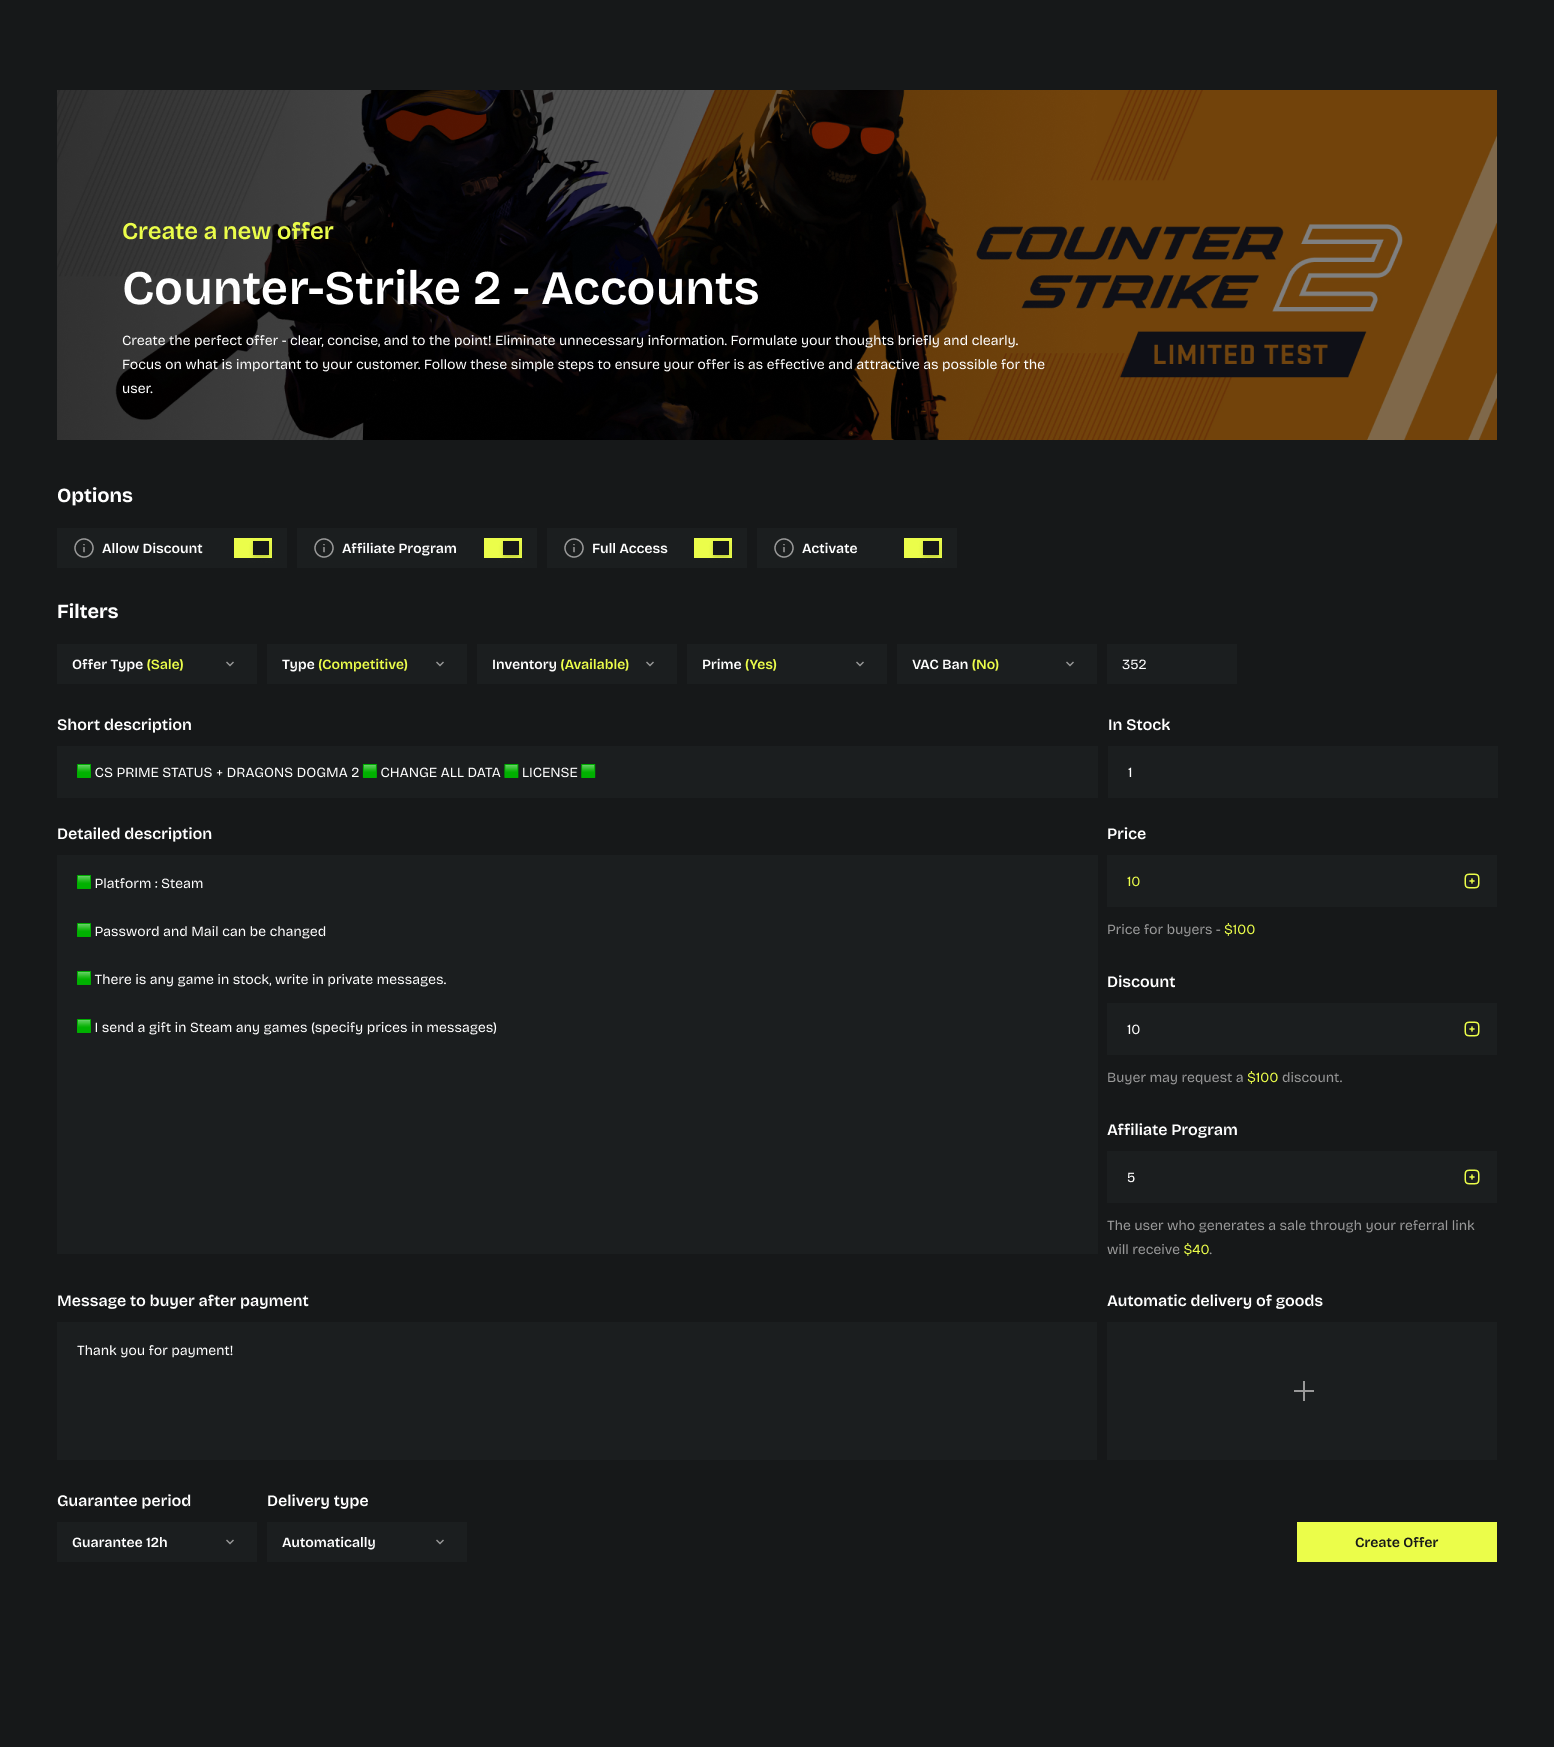 Create a new offer
Counter-Strike 2 - Accounts
Create the perfect offer - clear, concise, and to the point! Eliminate unnecessary information. Formulate your thoughts briefly and clearly.
Focus on what is important to your customer. Follow these simple steps to ensure your offer is as effective and attractive as possible for the
user.
COUNTER
STRIKE 2
LIMITED TEST
Options
Allow Discount
Affiliate Program
Full Access
Activate
Filters
Offer Type (Sale)
Type (Competitive)
Inventory (Available)
Prime (Yes)
VAC Ban (No)
352
Short description
🟩 CS PRIME STATUS + DRAGONS DOGMA 2 🟩 CHANGE ALL DATA 🟩 LICENSE 🟩
In Stock
1
Detailed description
🟩 Platform : Steam
🟩 Password and Mail can be changed
🟩 There is any game in stock, write in private messages.
🟩 I send a gift in Steam any games (specify prices in messages)
Price
10
Price for buyers - $100
Discount
10
Buyer may request a $100 discount.
Affiliate Program
5
The user who generates a sale through your referral link
will receive $40.
Message to buyer after payment
Thank you for payment!
Automatic delivery of goods
Guarantee period
Guarantee 12h
Delivery type
Automatically
Create Offer